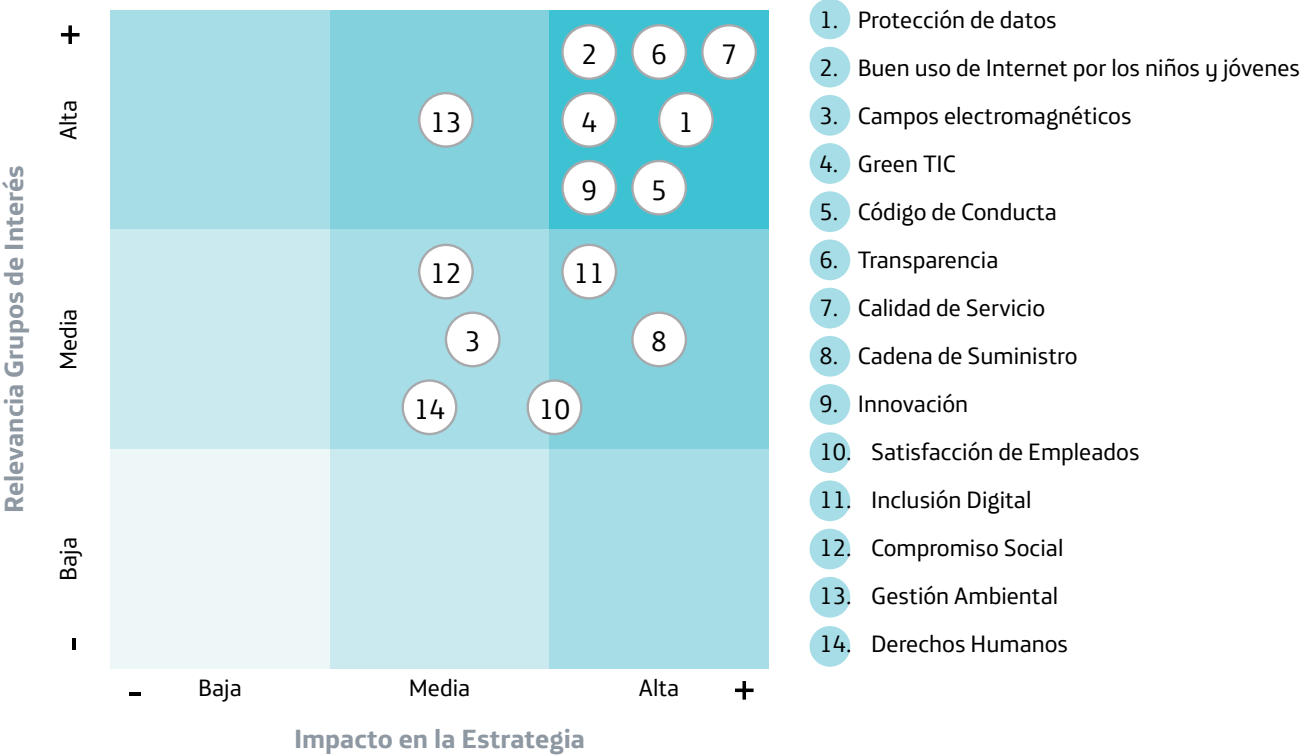 +
Alta
Media
Baja
-
Relevancia Grupos de Interés
2 6 7
13 4 1
9 5
12 11
3 8
14 10
- Baja Media Alta +
Impacto en la Estrategia
1. Protección de datos
2. Buen uso de Internet por los niños y jóvenes
3. Campos electromagnéticos
4. Green TIC
5. Código de Conducta
6. Transparencia
7. Calidad de Servicio
8. Cadena de Suministro
9. Innovación
10. Satisfacción de Empleados
11. Inclusión Digital
12. Compromiso Social
13. Gestión Ambiental
14. Derechos Humanos